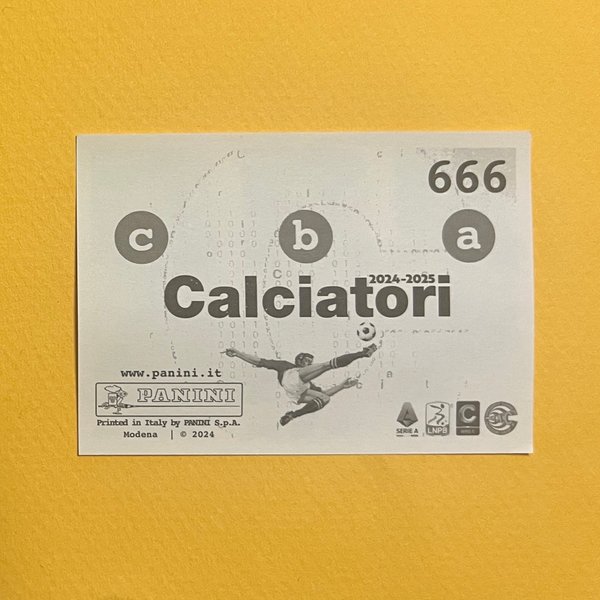 666
c b a
2024-2025
Calciatori
www.panini.it
PANINI
Printed in Italy by PANINI S.p.A.
Modena | © 2024
SERIE A
LNPB
C